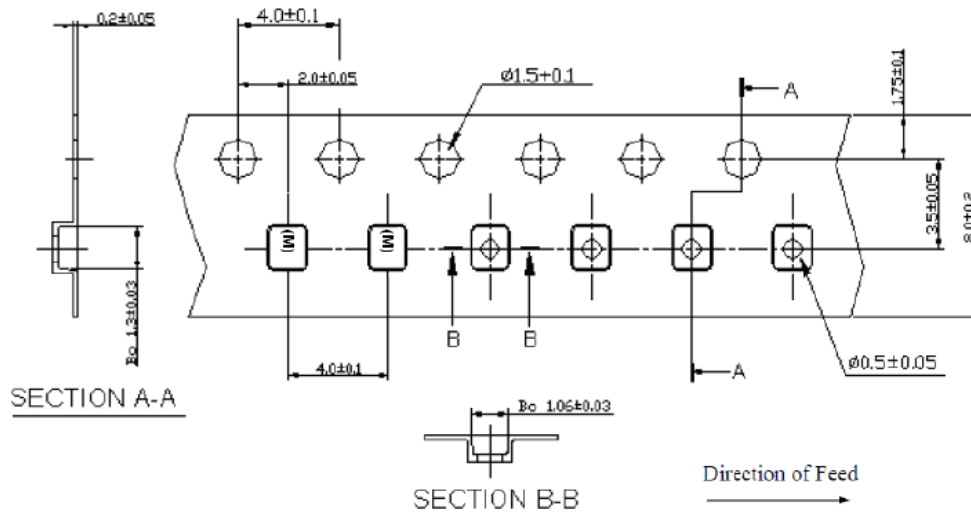 0.2±0.05
4.0±0.1
2.0±0.05
Ø1.5+0.1
A
1.75±0.1
3.5±0.05
(M)
(M)
B
B
Bo 1.3±0.03
4.0±0.1
A
Ø0.5±0.05
SECTION A-A
Bo 1.06±0.03
SECTION B-B
Direction of Feed